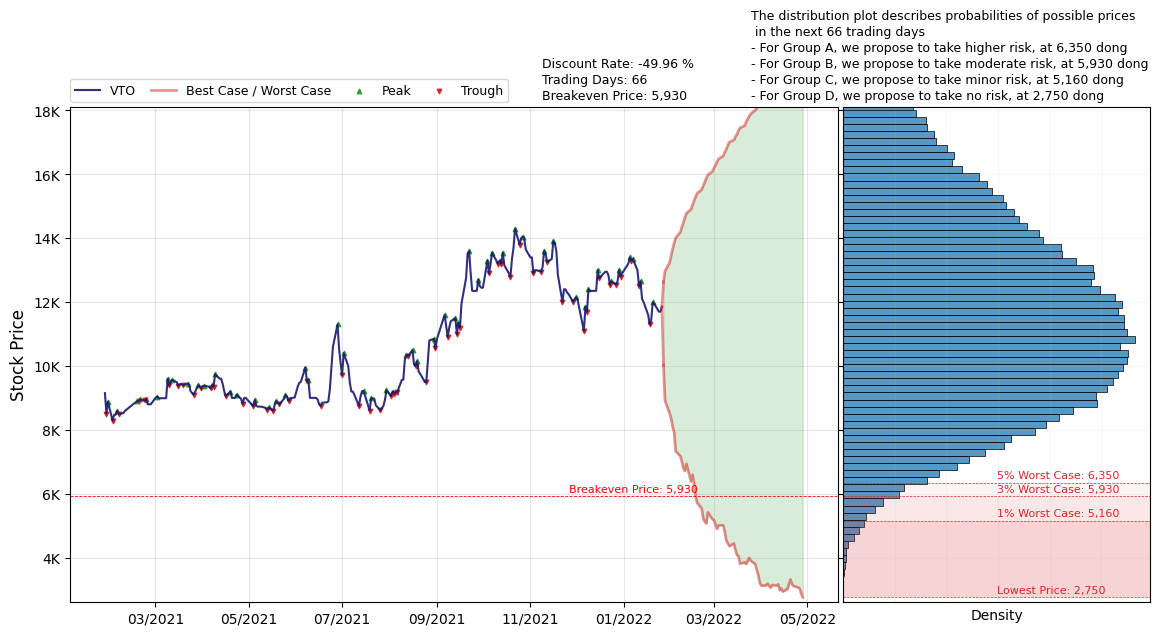 The distribution plot describes probabilities of possible prices
in the next 66 trading days
- For Group A, we propose to take higher risk, at 6,350 dong
- For Group B, we propose to take moderate risk, at 5,930 dong
- For Group C, we propose to take minor risk, at 5,160 dong
- For Group D, we propose to take no risk, at 2,750 dong
Discount Rate: -49.96 %
Trading Days: 66
Breakeven Price: 5,930
VTO
Best Case / Worst Case
Peak
Trough
Stock Price
18K
16K
14K
12K
10K
8K
6K
4K
Breakeven Price: 5,930
5% Worst Case: 6,350
3% Worst Case: 5,930
1% Worst Case: 5,160
Lowest Price: 2,750
03/2021
05/2021
07/2021
09/2021
11/2021
01/2022
03/2022
05/2022
Density